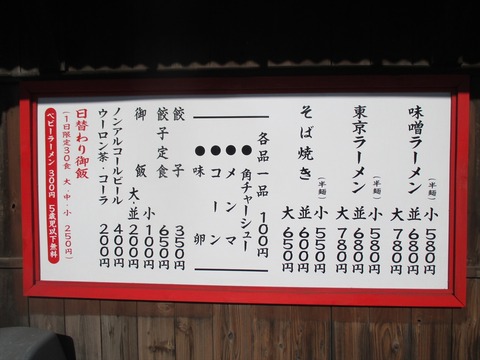 味噌ラーメン
(半麺)小580円
並680円
大780円
東京ラーメン
(半麺)小580円
並680円
大780円
そば焼き
(半麺)小550円
並600円
大650円
各品一品100円
●角チャーシュー
●メンマ
●コーン
●味卵
餃子 350円
餃子定食 650円
御飯 小100円
大・並200円
ノンアルコールビール 400円
ウーロン茶・コーラ 200円
日替わり御飯
(1日限定30食 大・中・小 250円)
ベビーラーメン 300円 5歳児以下無料